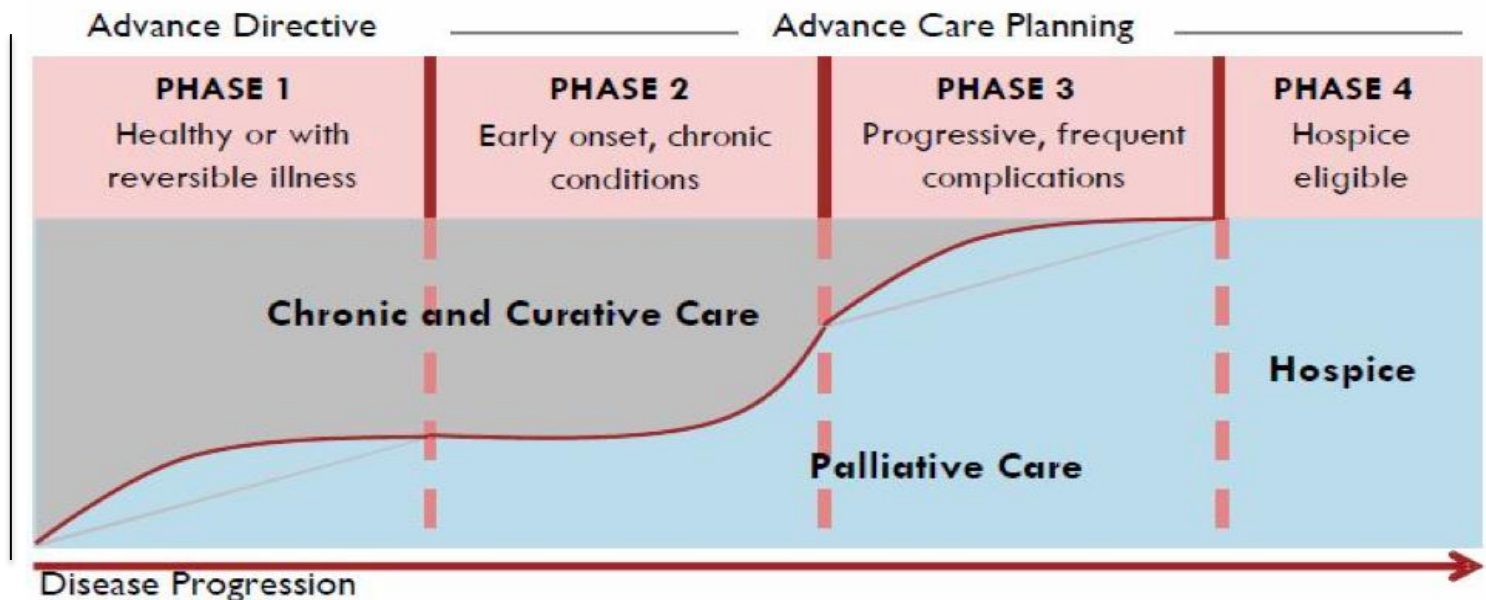 Advance Directive
Advance Care Planning
PHASE 1
Healthy or with
reversible illness
PHASE 2
Early onset, chronic
conditions
PHASE 3
Progressive, frequent
complications
PHASE 4
Hospice
eligible
Chronic and Curative Care
Hospice
Palliative Care
Disease Progression